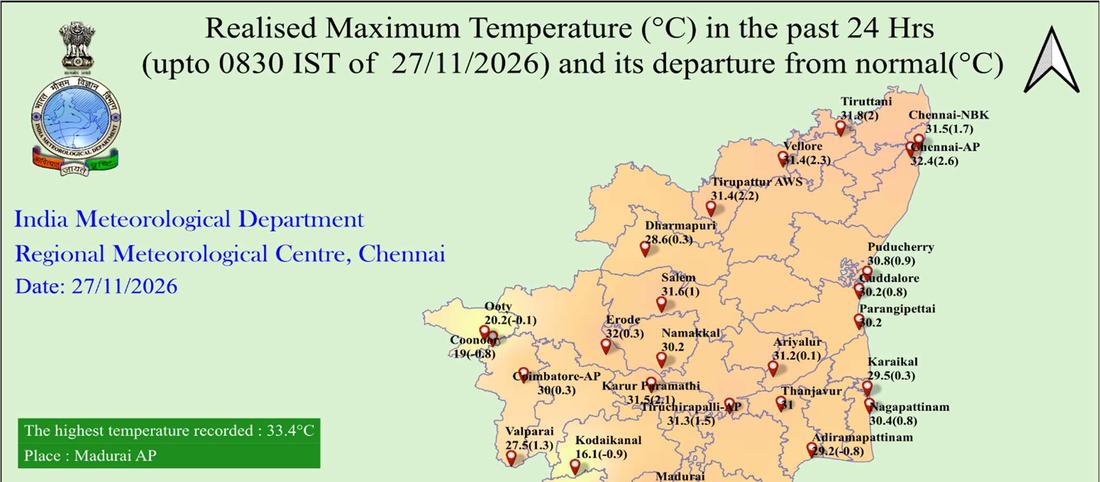 Realised Maximum Temperature (°C) in the past 24 Hrs
(upto 0830 IST of 27/11/2026) and its departure from normal(°C)
India Meteorological Department
Regional Meteorological Centre, Chennai
Date: 27/11/2026
Tiruttani
31.8(2)
Chennai-NBK
31.5(1.7)
Chennai-AP
32.4(2.6)
Vellore
31.4(2.3)
Tirupattur AWS
31.4(2.2)
Dharmapuri
28.6(0.3)
Puducherry
30.8(0.9)
Cuddalore
30.2(0.8)
Salem
31.6(1)
Parangipettai
30.2
Ooty
20.2(-0.1)
Coonoor
19(-0.8)
Erode
32(0.3)
Namakkal
30.2
Ariyalur
31.2(0.1)
Karaikal
29.5(0.3)
Coimbatore-AP
30(0.3)
Karur Paramathi
31.5(2.1)
Tiruchirapalli-AP
31.3(1.5)
Thanjavur
31
Nagapattinam
30.4(0.8)
Valparai
27.5(1.3)
Kodaikanal
16.1(-0.9)
Adiramapattinam
29.2(-0.8)
Madurai
The highest temperature recorded : 33.4°C
Place : Madurai AP
भारत मौसम विज्ञान विभाग
INDIA METEOROLOGICAL DEPARTMENT